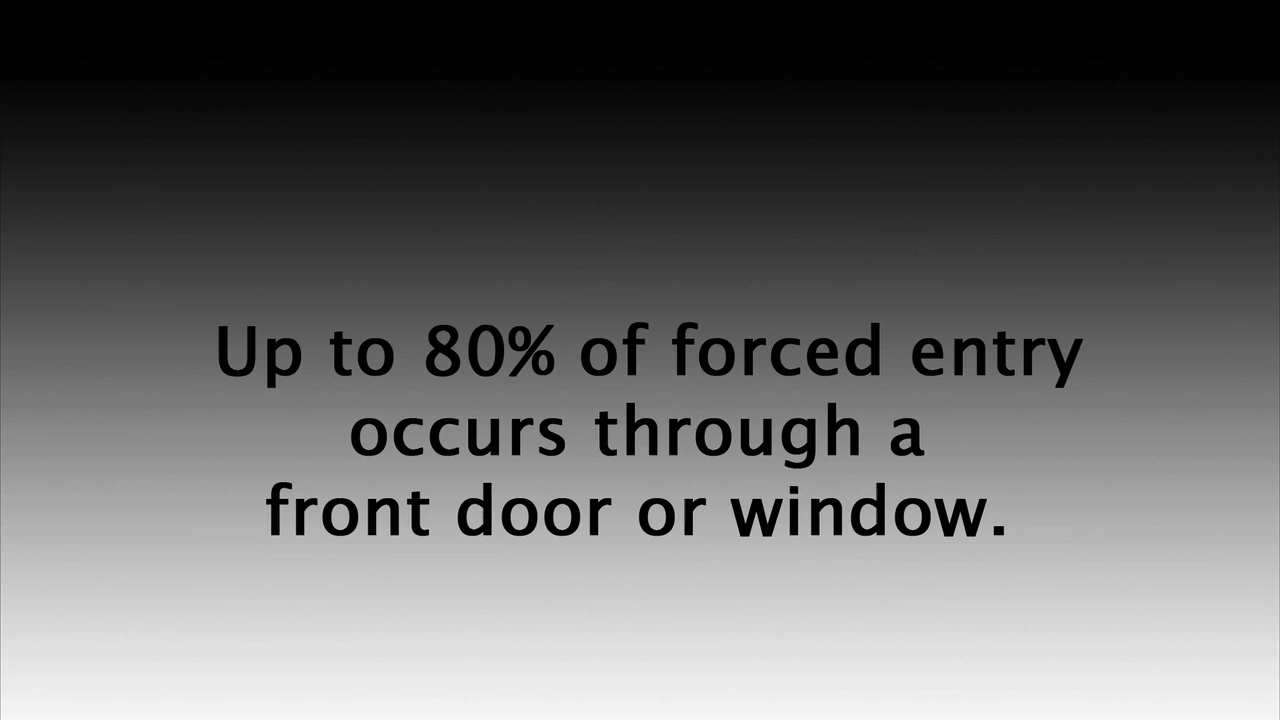 Up to 80% of forced entry
occurs through a
front door or window.